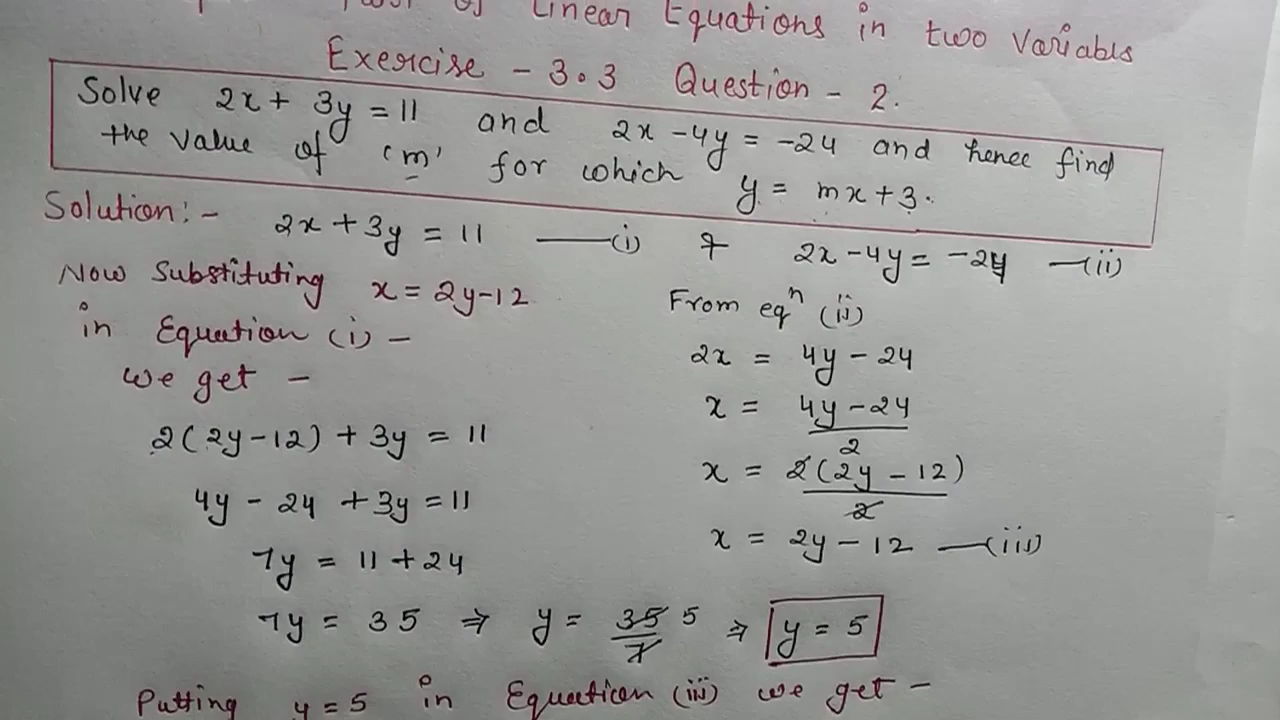 of Linear Equations in two Variabls
Exercise - 3.3 Question - 2.
Solve 2x + 3y = 11 and 2x - 4y = -24 and hence find
the value of 'm' for which y = mx + 3.
Solution:- 2x + 3y = 11 —(i) & 2x - 4y = -24 —(ii)
Now Substituting x = 2y-12
in Equation (i) -
we get -
2(2y-12) + 3y = 11
4y - 24 + 3y = 11
7y = 11 + 24
7y = 35 ⇒ y = 35/7 5 ⇒ y = 5
From eqⁿ (ii)
2x = 4y - 24
x = 4y - 24 / 2
x = 2(2y - 12) / 2
x = 2y - 12 —(iii)
Putting y = 5 in Equation (iii) we get -